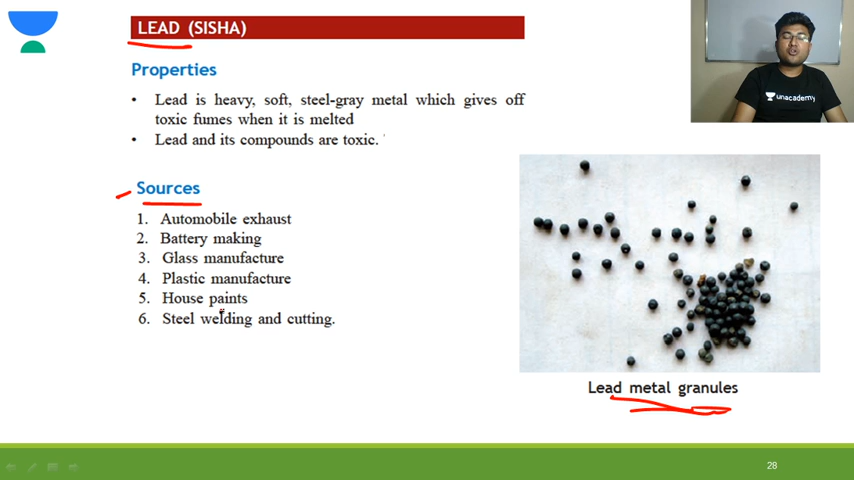 LEAD (SISHA)
unacademy
Properties
• Lead is heavy, soft, steel-gray metal which gives off
toxic fumes when it is melted
• Lead and its compounds are toxic.
Sources
1. Automobile exhaust
2. Battery making
3. Glass manufacture
4. Plastic manufacture
5. House paints
6. Steel welding and cutting.
Lead metal granules
28